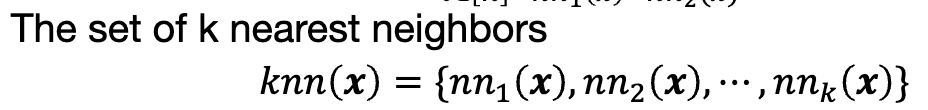 The set of k nearest neighbors
knn(x) = {nn₁(x), nn₂(x), ⋯ , nnₖ(x)}